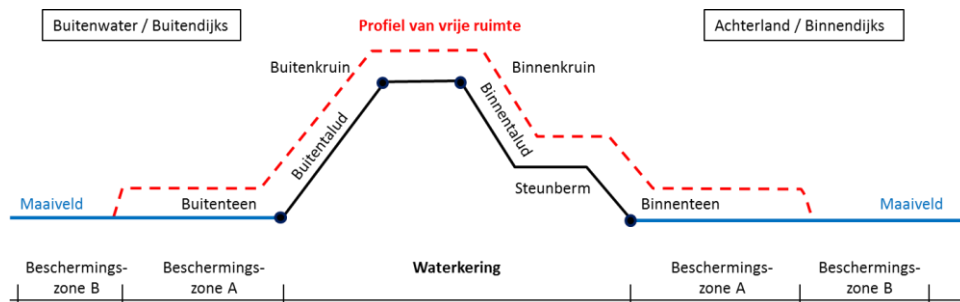 Buitenwater / Buitendijks
Profiel van vrije ruimte
Achterland / Binnendijks
Buitenkruin
Binnenkruin
Buitentalud
Binnentalud
Steunberm
Maaiveld
Buitenteen
Binnenteen
Maaiveld
Beschermings-
zone B
Beschermings-
zone A
Waterkering
Beschermings-
zone A
Beschermings-
zone B